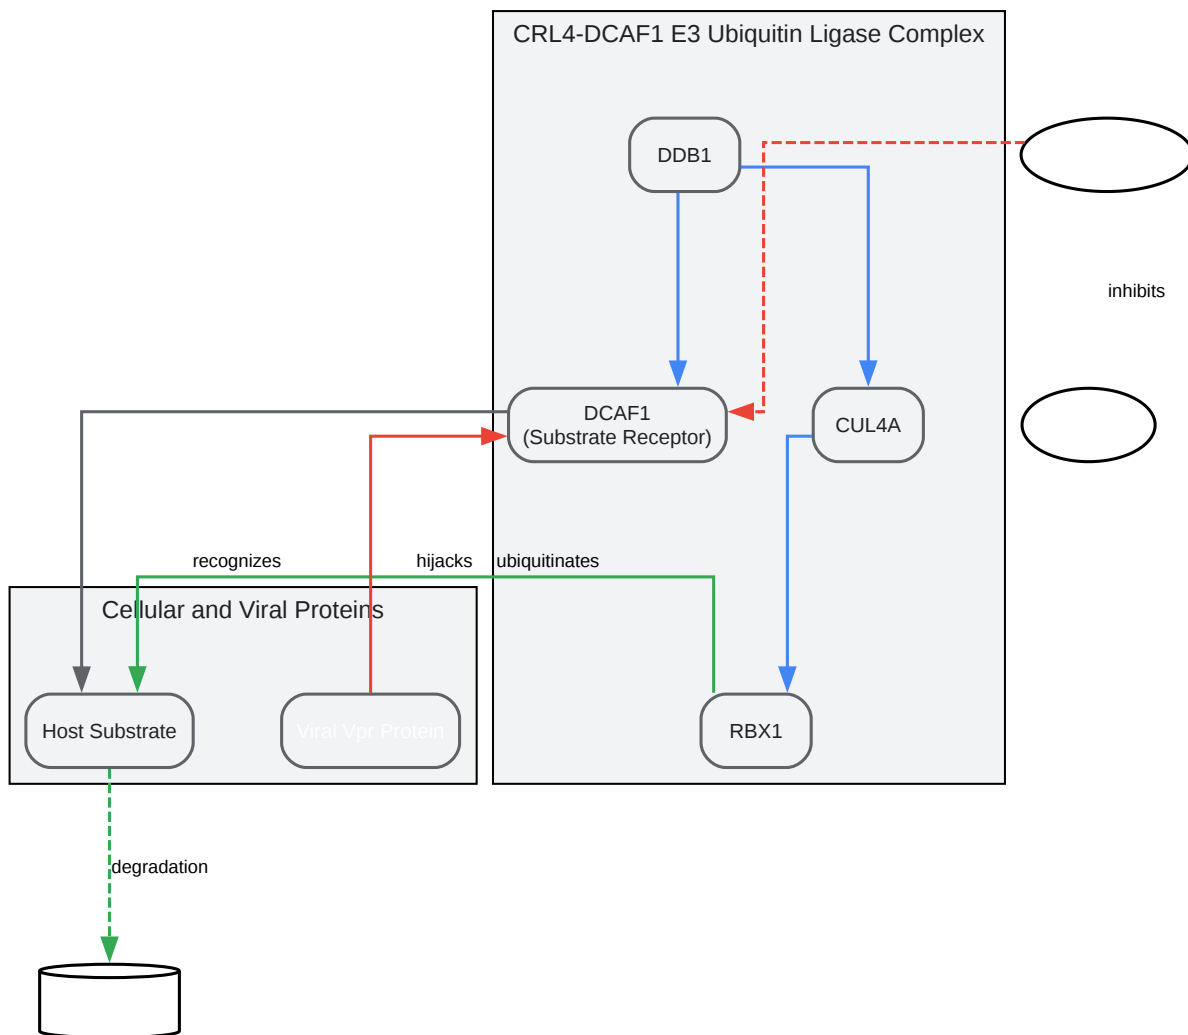 CRL4-DCAF1 E3 Ubiquitin Ligase Complex
DDB1
inhibits
DCAF1
(Substrate Receptor)
CUL4A
recognizes
hijacks
ubiquitinates
Cellular and Viral Proteins
Host Substrate
Viral Vpr Protein
RBX1
degradation